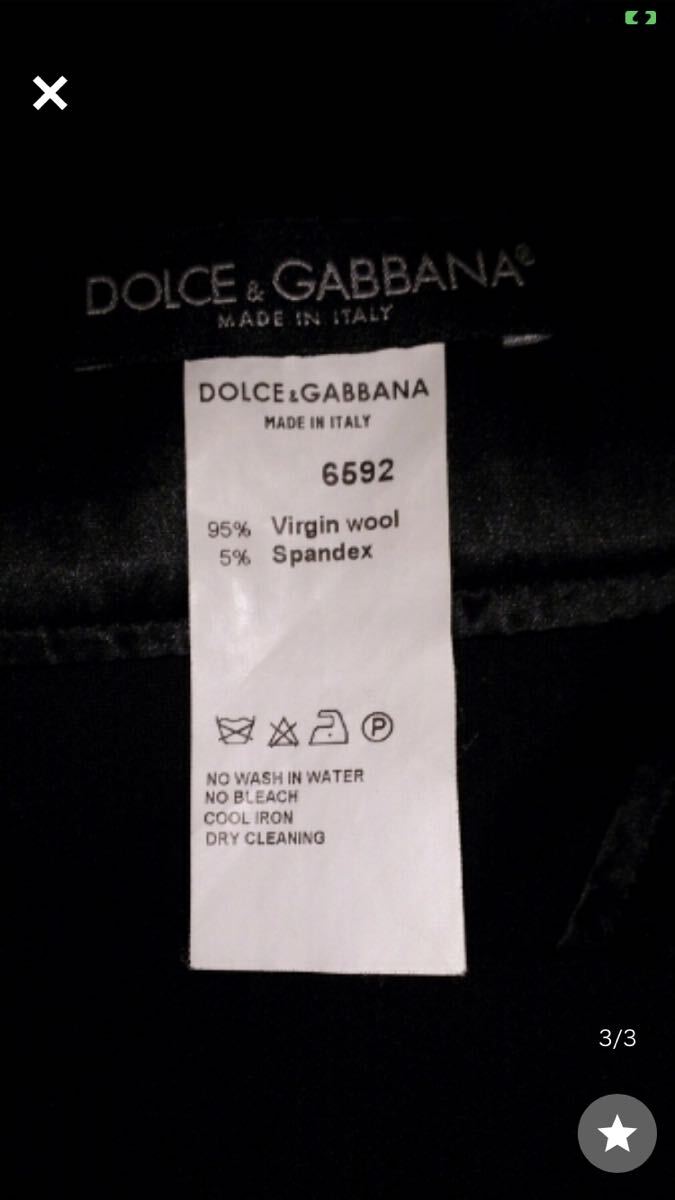 DOLCE & GABBANA®
MADE IN ITALY
DOLCE&GABBANA
MADE IN ITALY
6592
95% Virgin wool
5% Spandex
P
NO WASH IN WATER
NO BLEACH
COOL IRON
DRY CLEANING
3/3